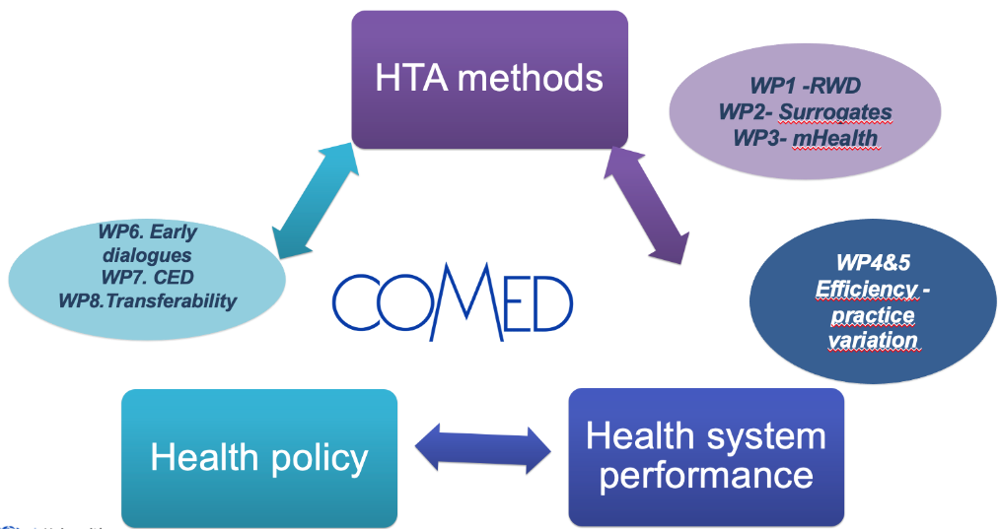 HTA methods
WP1 -RWD
WP2- Surrogates
WP3- mHealth
WP6. Early
dialogues
WP7. CED
WP8.Transferability
COMED
WP4&5
Efficiency -
practice
variation
Health policy
Health system
performance